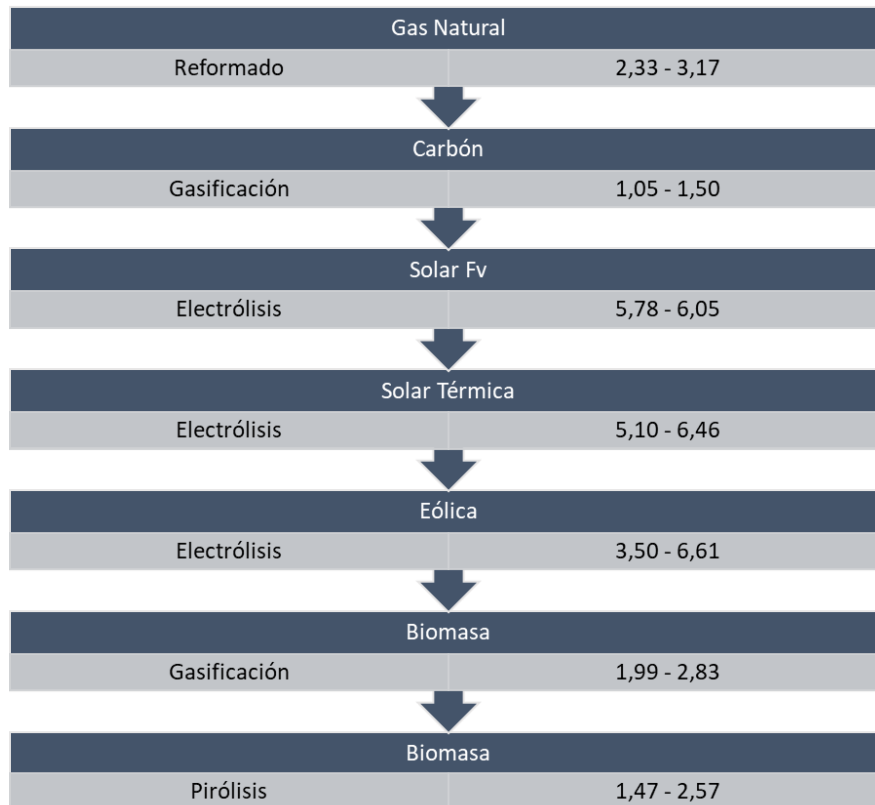 Gas Natural
Reformado 2,33 - 3,17
Carbón
Gasificación 1,05 - 1,50
Solar Fv
Electrólisis 5,78 - 6,05
Solar Térmica
Electrólisis 5,10 - 6,46
Eólica
Electrólisis 3,50 - 6,61
Biomasa
Gasificación 1,99 - 2,83
Biomasa
Pirólisis 1,47 - 2,57